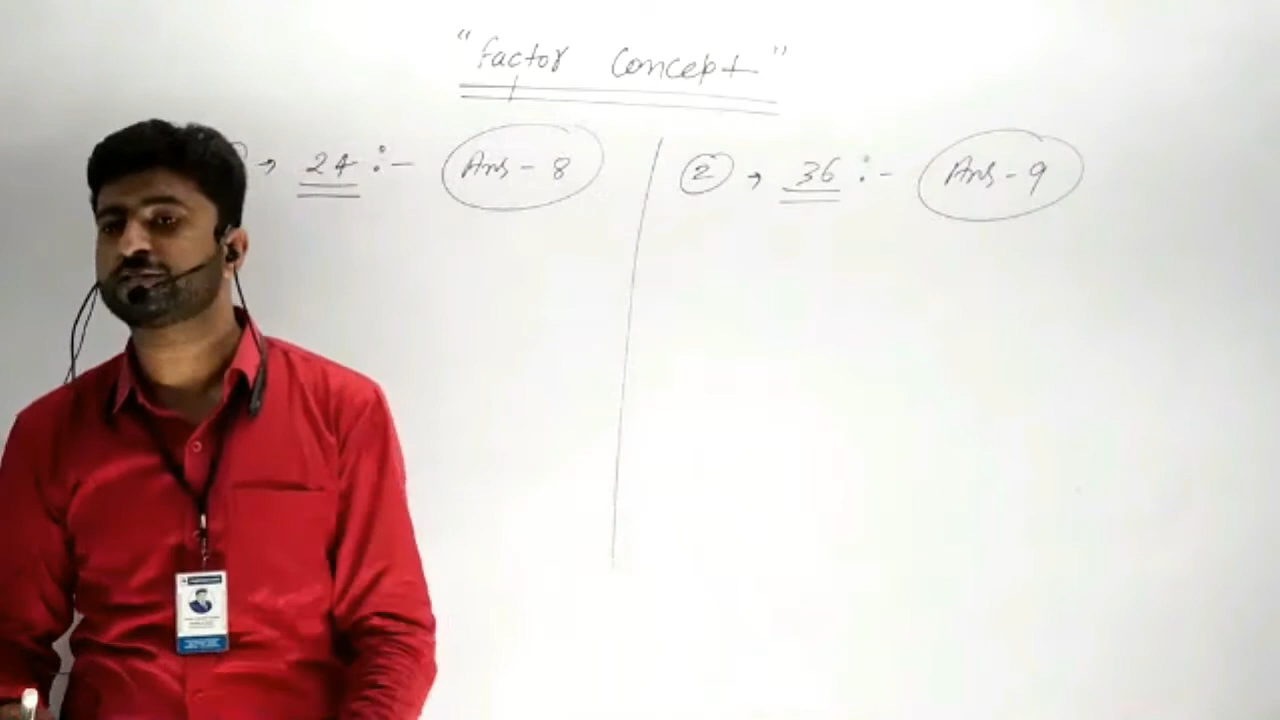 "Factor Concept"
→ 24 :- Ans - 8
② → 36 :- Ans - 9